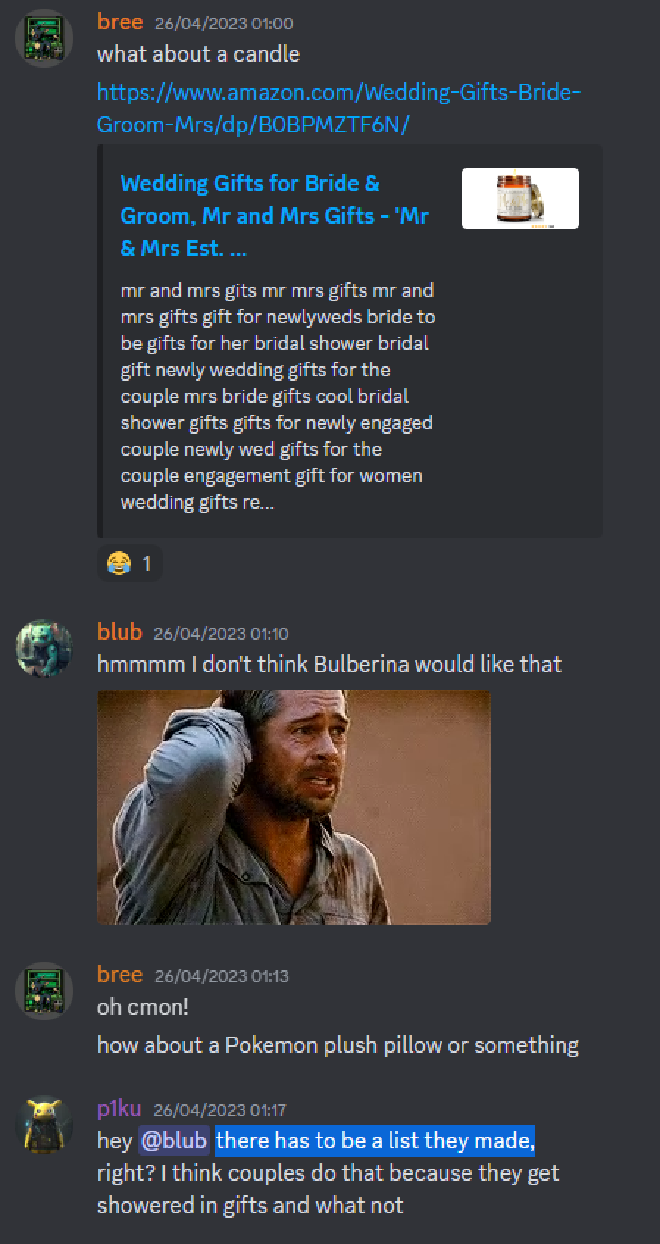 bree 26/04/2023 01:00
what about a candle
https://www.amazon.com/Wedding-Gifts-Bride-
Groom-Mrs/dp/B0BPMZTF6N/
Wedding Gifts for Bride &
Groom, Mr and Mrs Gifts - 'Mr
& Mrs Est. ...
mr and mrs gits mr mrs gifts mr and
mrs gifts gift for newlyweds bride to
be gifts for her bridal shower bridal
gift newly wedding gifts for the
couple mrs bride gifts cool bridal
shower gifts gifts for newly engaged
couple newly wed gifts for the
couple engagement gift for women
wedding gifts re...
😂 1
blub 26/04/2023 01:10
hmmmm I don't think Bulberina would like that
bree 26/04/2023 01:13
oh cmon!
how about a Pokemon plush pillow or something
p1ku 26/04/2023 01:17
hey @blub there has to be a list they made,
right? I think couples do that because they get
showered in gifts and what not